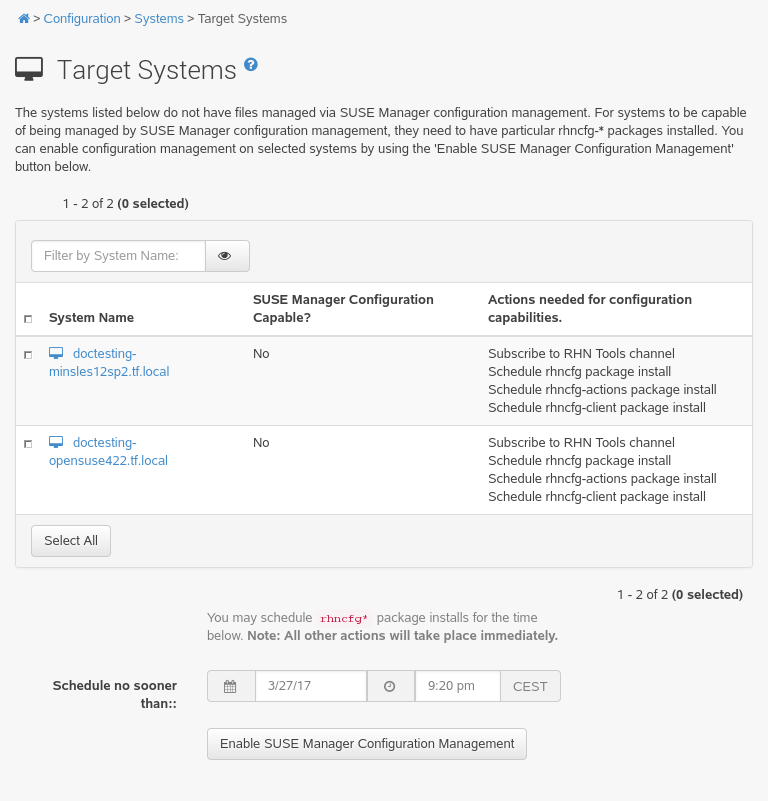 > Configuration > Systems > Target Systems
Target Systems ?
The systems listed below do not have files managed via SUSE Manager configuration management. For systems to be capable
of being managed by SUSE Manager configuration management, they need to have particular rhncfg-* packages installed. You
can enable configuration management on selected systems by using the 'Enable SUSE Manager Configuration Management'
button below.
1 - 2 of 2 (0 selected)
Filter by System Name:
System Name
SUSE Manager Configuration
Capable?
Actions needed for configuration
capabilities.
doctesting-
minsles12sp2.tf.local
No
Subscribe to RHN Tools channel
Schedule rhncfg package install
Schedule rhncfg-actions package install
Schedule rhncfg-client package install
doctesting-
opensuse422.tf.local
No
Subscribe to RHN Tools channel
Schedule rhncfg package install
Schedule rhncfg-actions package install
Schedule rhncfg-client package install
Select All
1 - 2 of 2 (0 selected)
You may schedule rhncfg* package installs for the time
below. Note: All other actions will take place immediately.
Schedule no sooner
than::
3/27/17
9:20 pm
CEST
Enable SUSE Manager Configuration Management